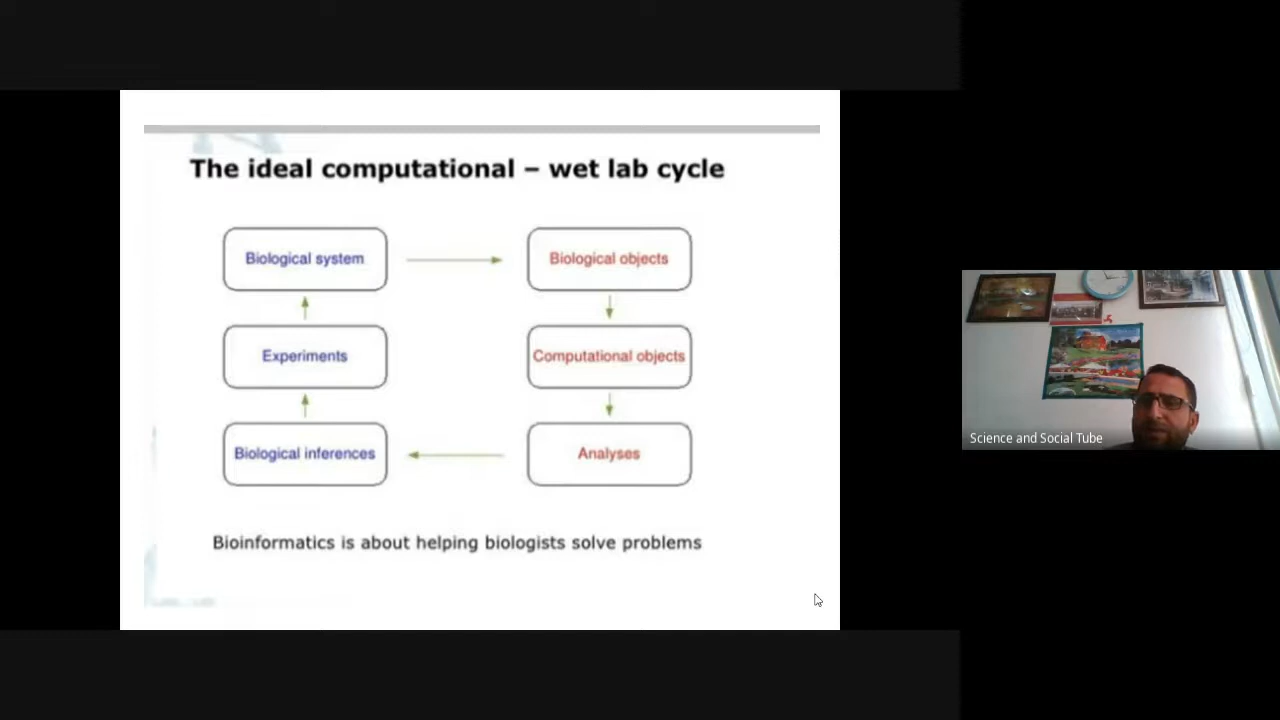 The ideal computational – wet lab cycle
Biological system
Biological objects
Experiments
Computational objects
Biological inferences
Analyses
Bioinformatics is about helping biologists solve problems
Science and Social Tube